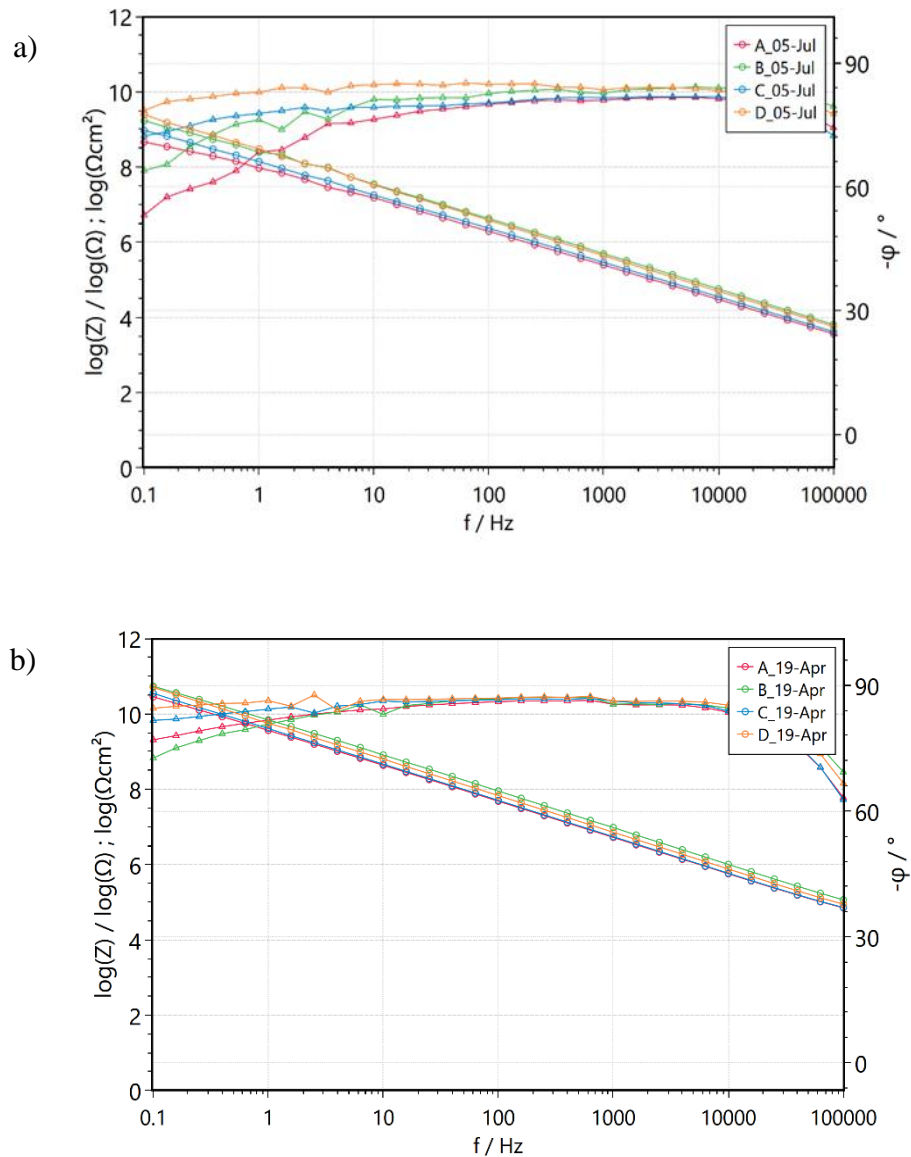 a)
12
10
8
6
4
2
0
log(Z) / log(Ω) ; log(Ωcm²)
A_05-Jul
B_05-Jul
C_05-Jul
D_05-Jul
90
60
30
0
-φ / °
0.1 1 10 100 1000 10000 100000
f / Hz
b)
12
10
8
6
4
2
0
log(Z) / log(Ω) ; log(Ωcm²)
A_19-Apr
B_19-Apr
C_19-Apr
D_19-Apr
90
60
30
0
-φ / °
0.1 1 10 100 1000 10000 100000
f / Hz